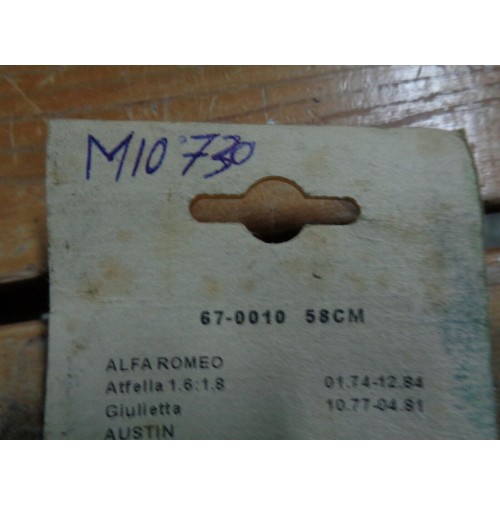 M10 730
67-0010 58CM
ALFA ROMEO
Atfella 1.6:1.8 01.74-12.84
Giulietta 10.77-04.81
AUSTIN